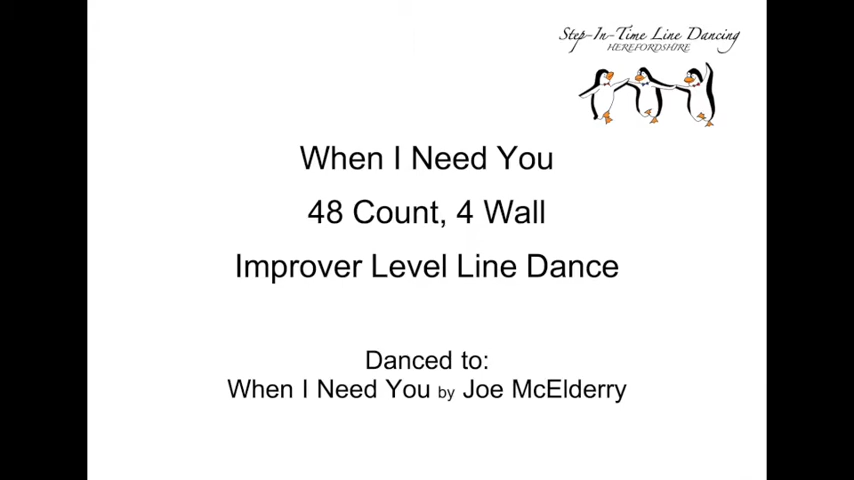 Step-In-Time Line Dancing
HEREFORDSHIRE
When I Need You
48 Count, 4 Wall
Improver Level Line Dance
Danced to:
When I Need You by Joe McElderry